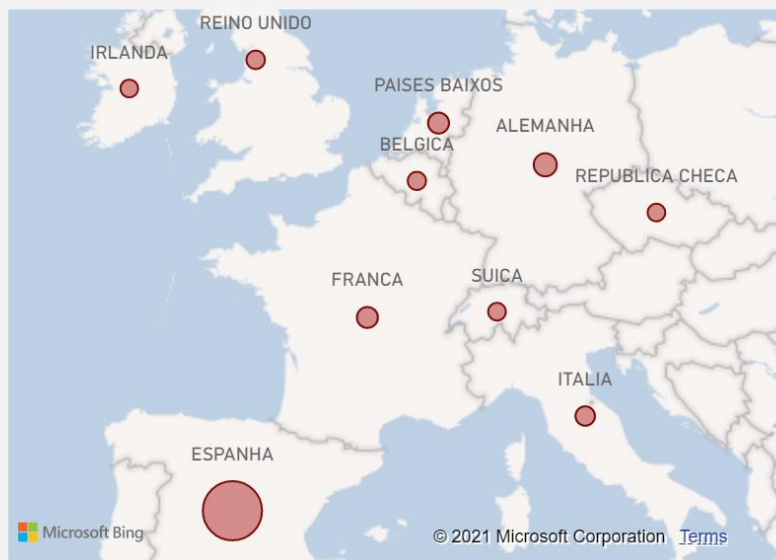 REINO UNIDO
IRLANDA
PAISES BAIXOS
ALEMANHA
BELGICA
REPUBLICA CHECA
FRANCA
SUICA
ITALIA
ESPANHA
Microsoft Bing
© 2021 Microsoft Corporation Terms